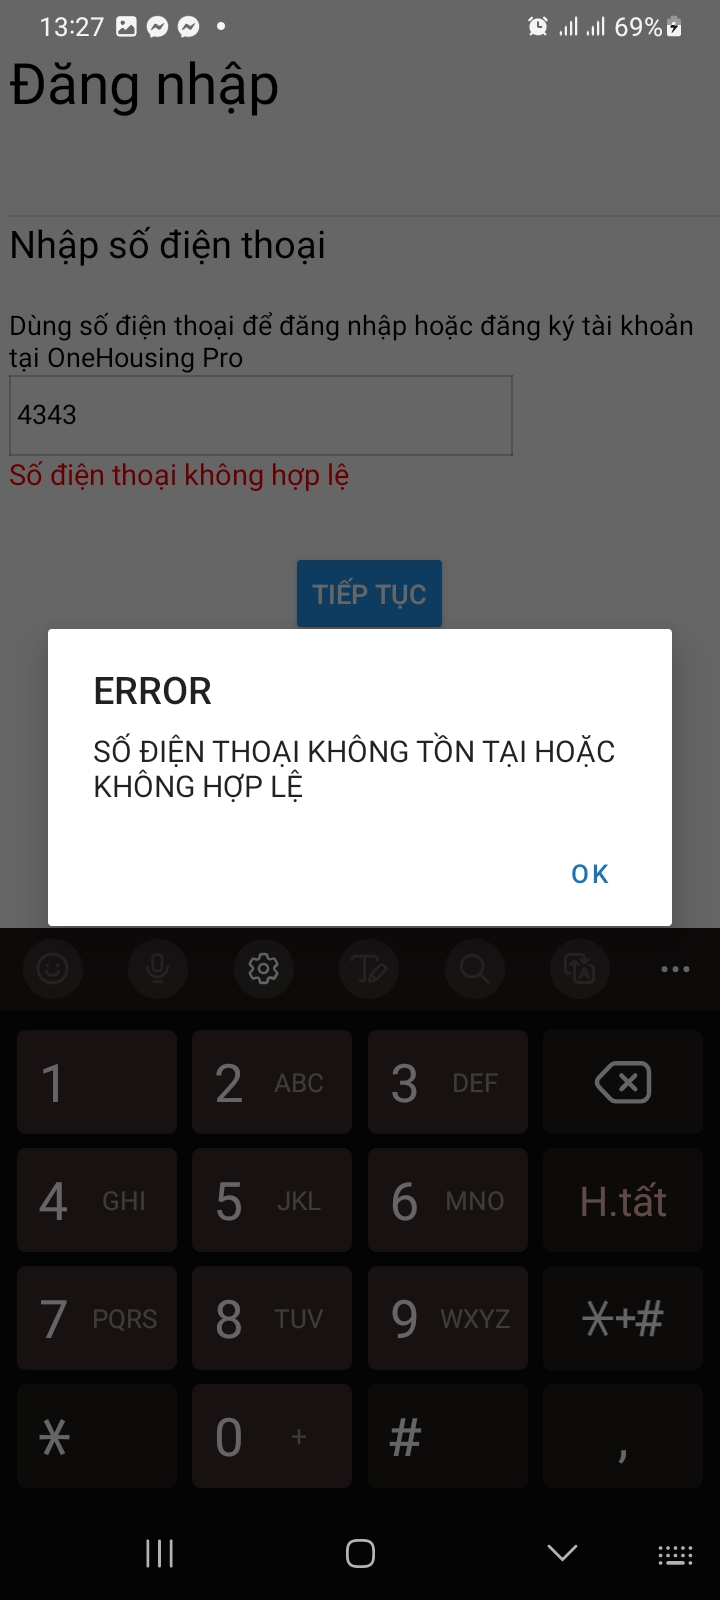 13:27
69%
Đăng nhập
Nhập số điện thoại
Dùng số điện thoại để đăng nhập hoặc đăng ký tài khoản
tại OneHousing Pro
4343
Số điện thoại không hợp lệ
TIẾP TỤC
ERROR
SỐ ĐIỆN THOẠI KHÔNG TỒN TẠI HOẶC
KHÔNG HỢP LỆ
OK
1 2 ABC 3 DEF
4 GHI 5 JKL 6 MNO H.tất
7 PQRS 8 TUV 9 WXYZ *+#
* 0 + # ,